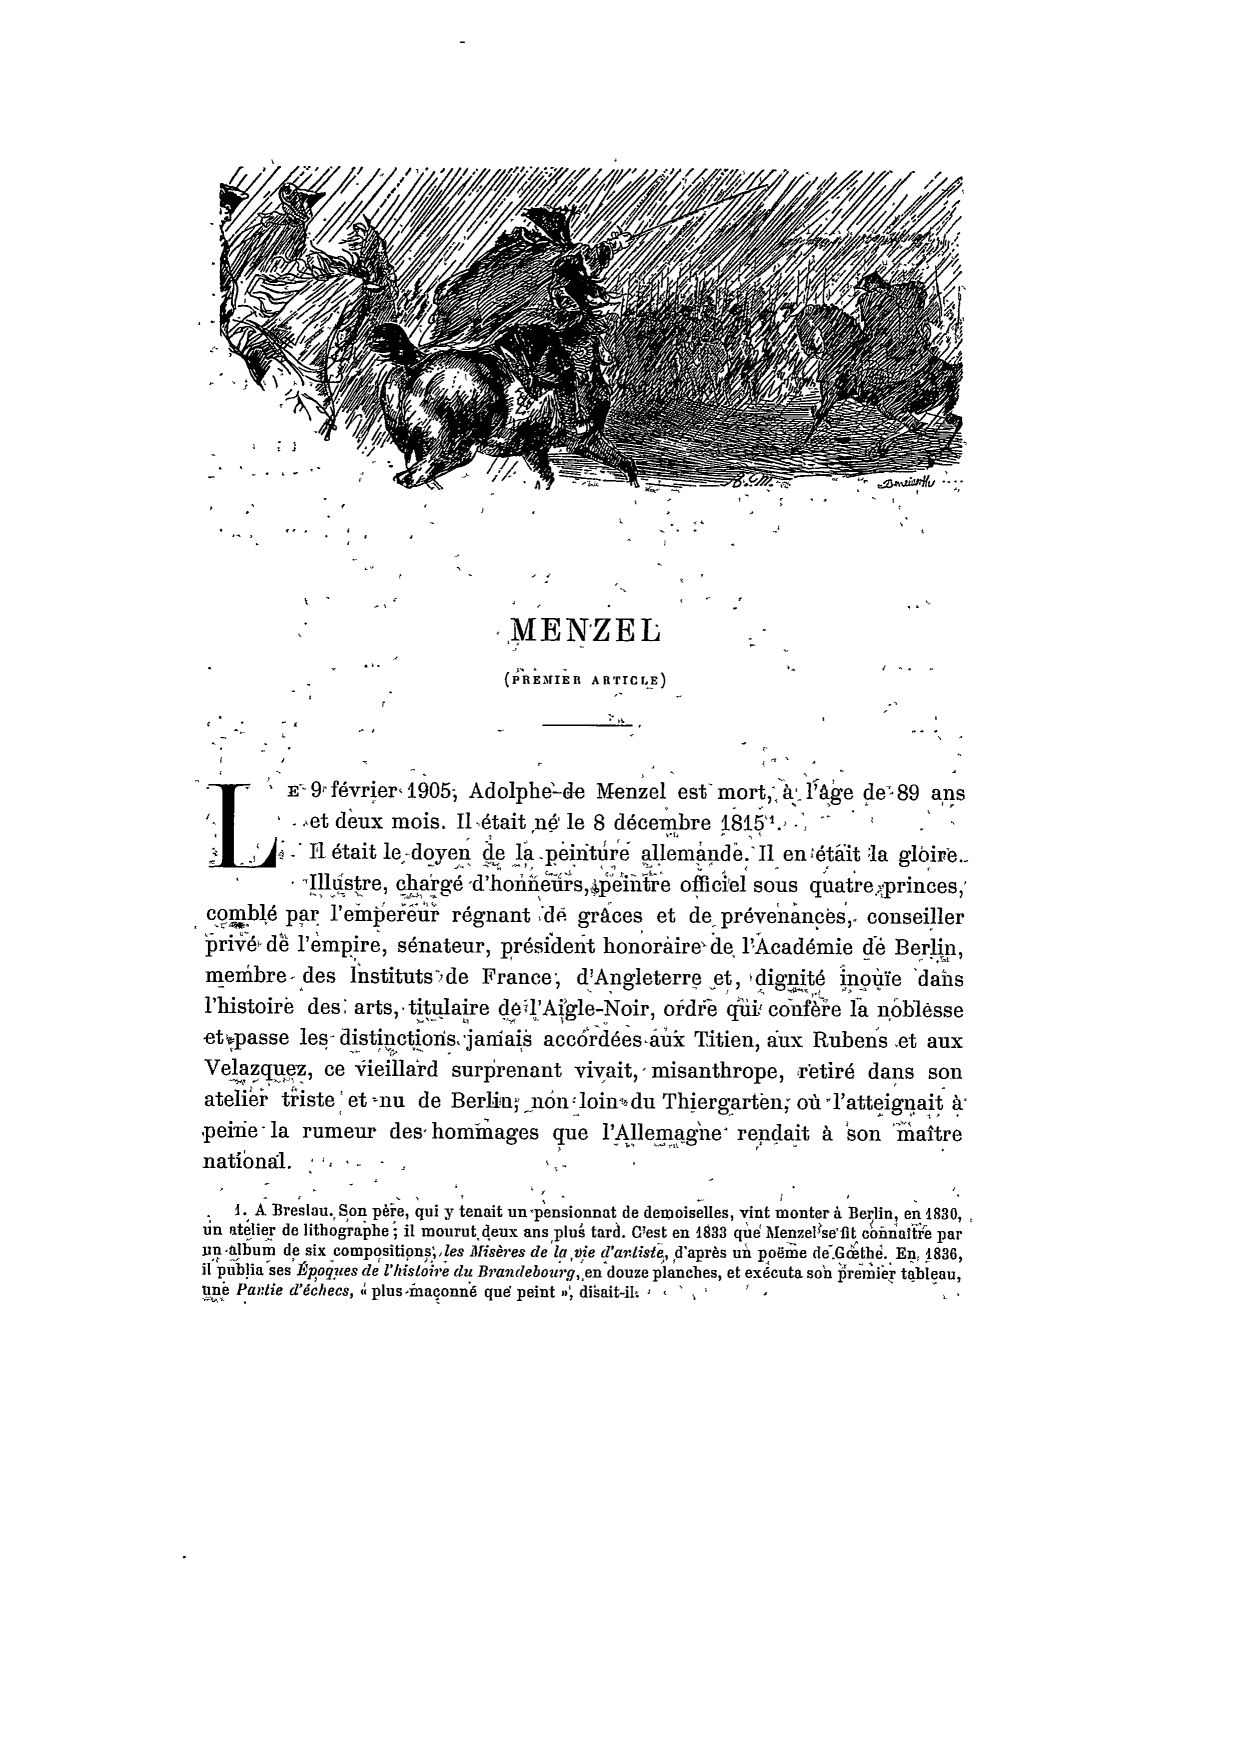 MENZEL
(PREMIER ARTICLE)
LE 9 février 1905, Adolphe de Menzel est mort, à l'âge de 89 ans
et deux mois. Il était né le 8 décembre 1815¹.
Il était le doyen de la peinture allemande. Il en était la gloire.
Illustre, chargé d'honneurs, peintre officiel sous quatre princes,
comblé par l'empereur régnant de grâces et de prévenances, conseiller
privé de l'empire, sénateur, président honoraire de l'Académie de Berlin,
membre des Instituts de France, d'Angleterre et, dignité inouïe dans
l'histoire des arts, titulaire de l'Aigle-Noir, ordre qui confère la noblesse
et passe les distinctions jamais accordées aux Titien, aux Rubens et aux
Velazquez, ce vieillard surprenant vivait, misanthrope, retiré dans son
atelier triste et nu de Berlin, non loin du Thiergarten, où l'atteignait à
peine la rumeur des hommages que l'Allemagne rendait à son maître
national.
1. A Breslau. Son père, qui y tenait un pensionnat de demoiselles, vint monter à Berlin, en 1830,
un atelier de lithographe ; il mourut deux ans plus tard. C'est en 1833 que Menzel se fit connaître par
un album de six compositions, les Misères de la vie d'artiste, d'après un poëme de Gœthe. En 1836,
il publia ses Époques de l'histoire du Brandebourg, en douze planches, et exécuta son premier tableau,
une Partie d'échecs, « plus maçonné que peint », disait-il.